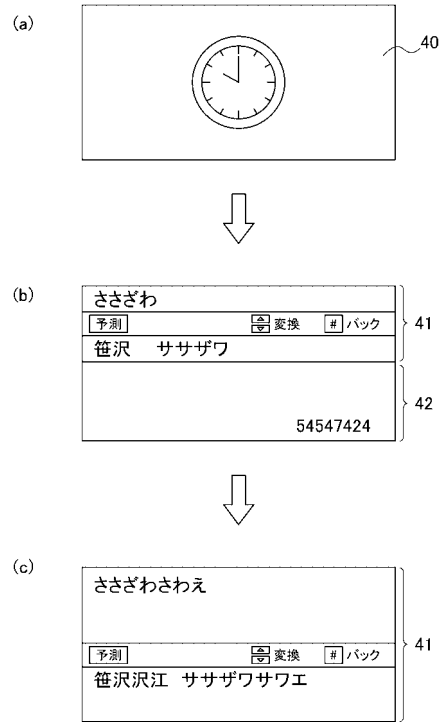 (a)
40
(b)
ささざわ
予測 変換 # バック
笹沢 ササザワ
41
54547424
42
(c)
ささざわさわえ
予測 変換 # バック
笹沢沢江 ササザワサワエ
41